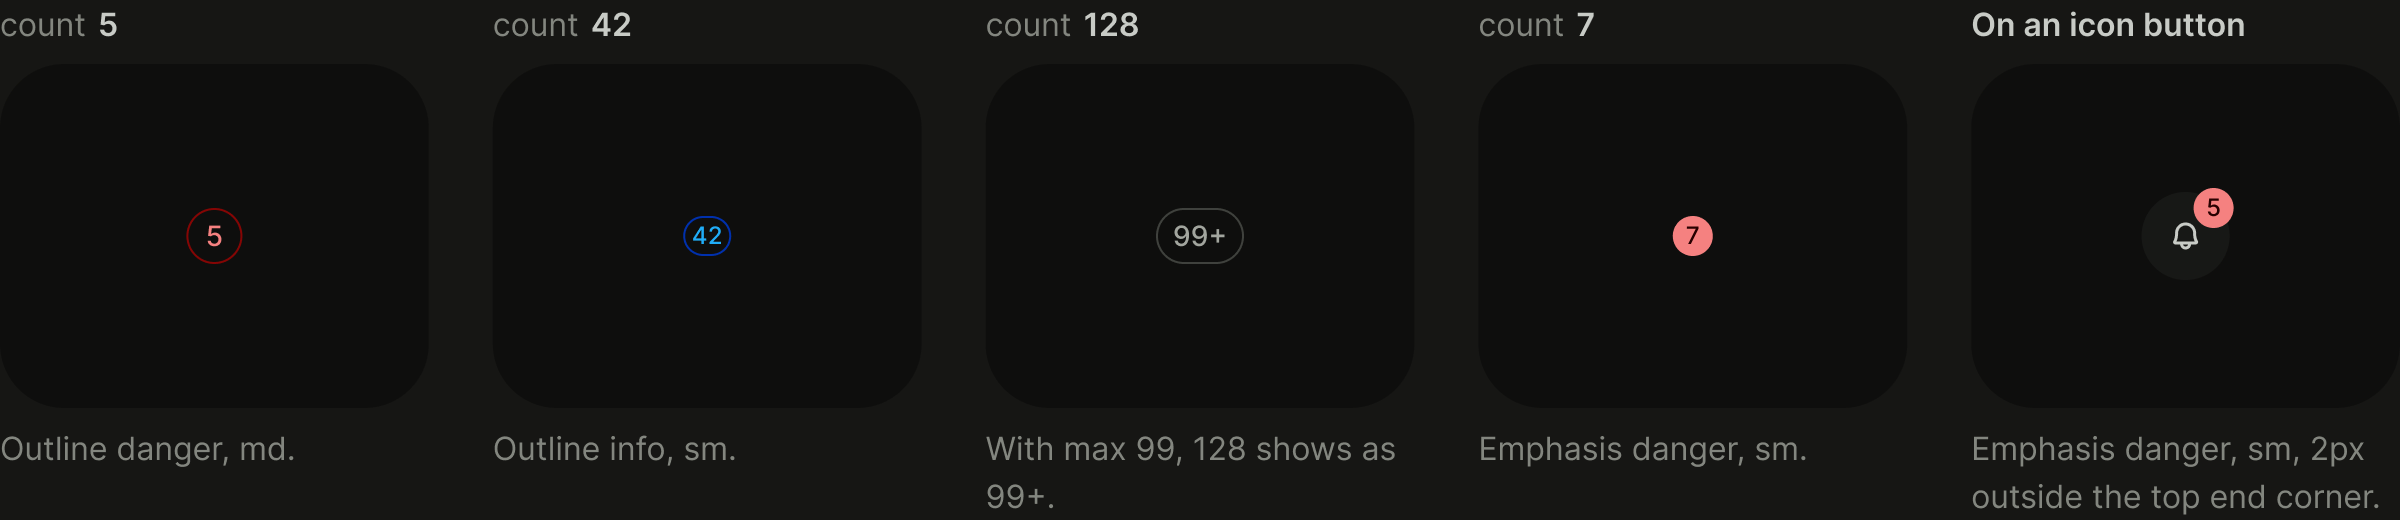 count 5
5
Outline danger, md.
count 42
42
Outline info, sm.
count 128
99+
With max 99, 128 shows as
99+.
count 7
7
Emphasis danger, sm.
On an icon button
5
Emphasis danger, sm, 2px
outside the top end corner.